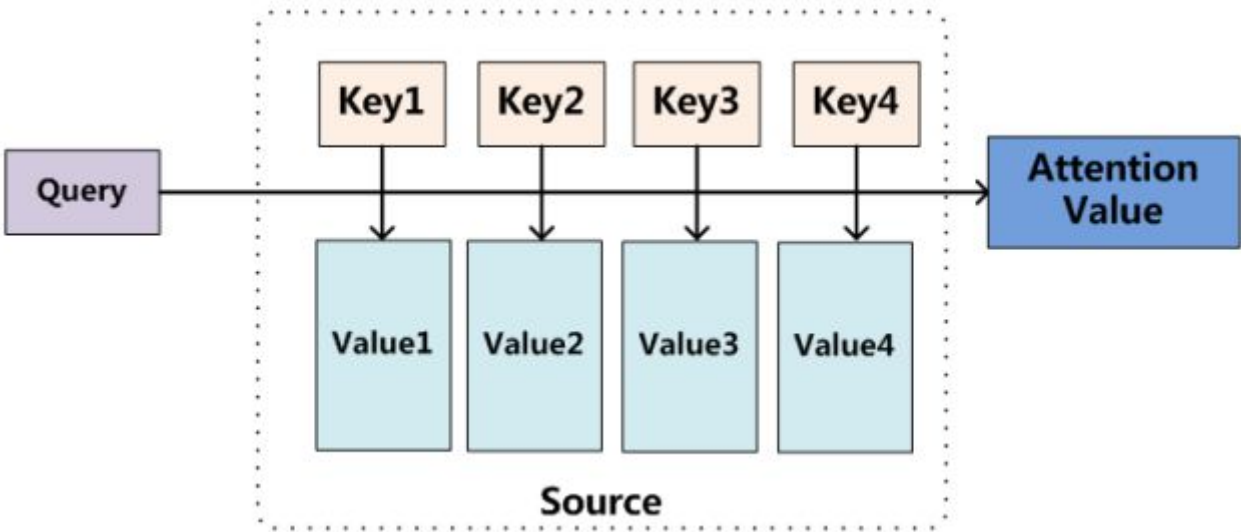 Key1 Key2 Key3 Key4
Query
Attention
Value
Value1 Value2 Value3 Value4
Source